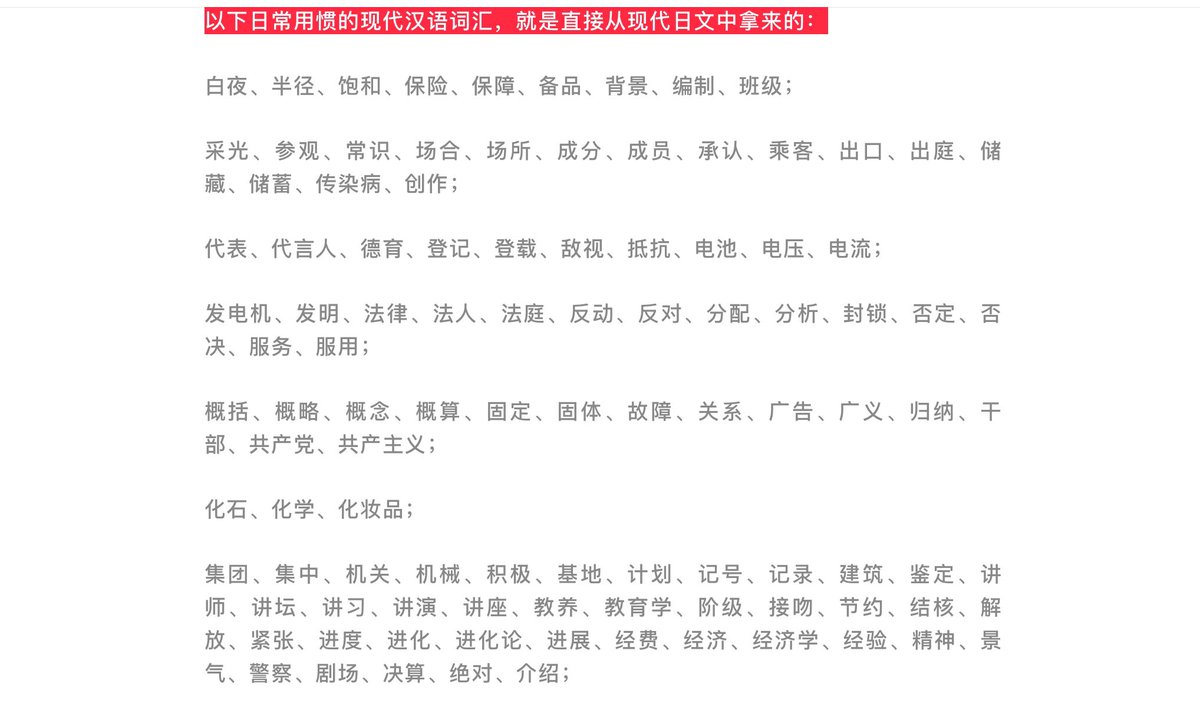 以下日常用惯的现代汉语词汇，就是直接从现代日文中拿来的：
白夜、半径、饱和、保险、保障、备品、背景、编制、班级；
采光、参观、常识、场合、场所、成分、成员、承认、乘客、出口、出庭、储
藏、储蓄、传染病、创作；
代表、代言人、德育、登记、登载、敌视、抵抗、电池、电压、电流；
发电机、发明、法律、法人、法庭、反动、反对、分配、分析、封锁、否定、否
决、服务、服用；
概括、概略、概念、概算、固定、固体、故障、关系、广告、广义、归纳、干
部、共产党、共产主义；
化石、化学、化妆品；
集团、集中、机关、机械、积极、基地、计划、记号、记录、建筑、鉴定、讲
师、讲坛、讲习、讲演、讲座、教养、教育学、阶级、接吻、节约、结核、解
放、紧张、进度、进化、进化论、进展、经费、经济、经济学、经验、精神、景
气、警察、剧场、决算、绝对、介绍；